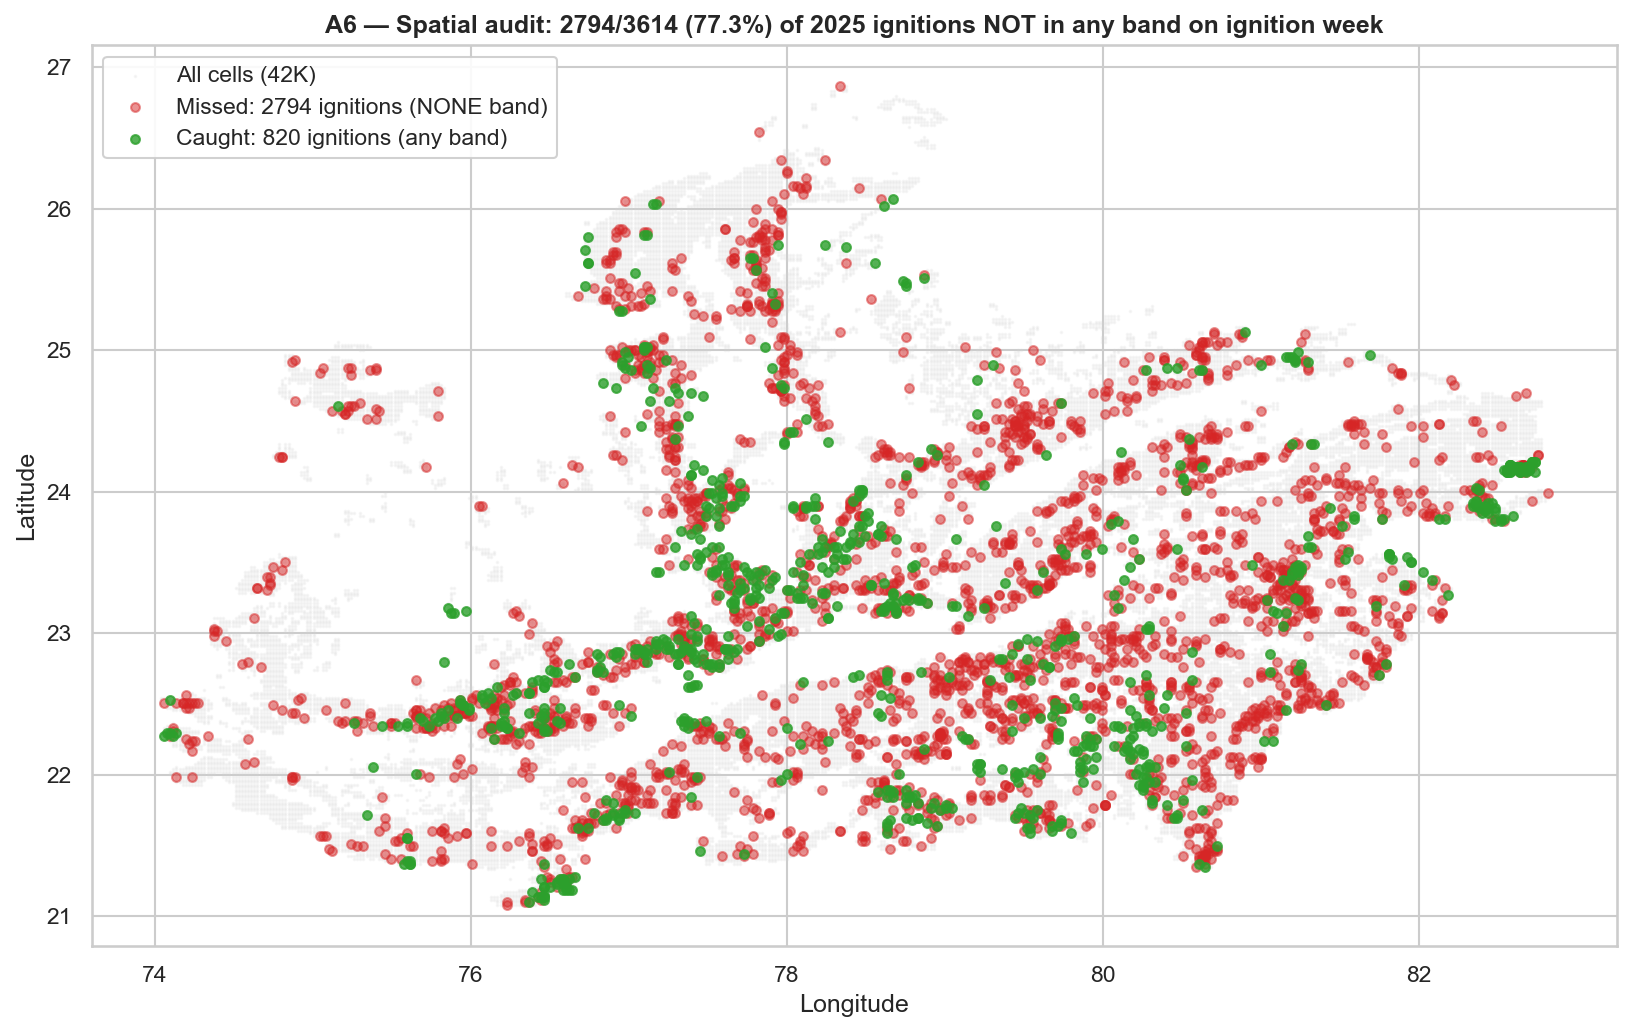 A6 — Spatial audit: 2794/3614 (77.3%) of 2025 ignitions NOT in any band on ignition week
All cells (42K)
Missed: 2794 ignitions (NONE band)
Caught: 820 ignitions (any band)
27
26
25
24
23
22
21
Latitude
74
76
78
80
82
Longitude